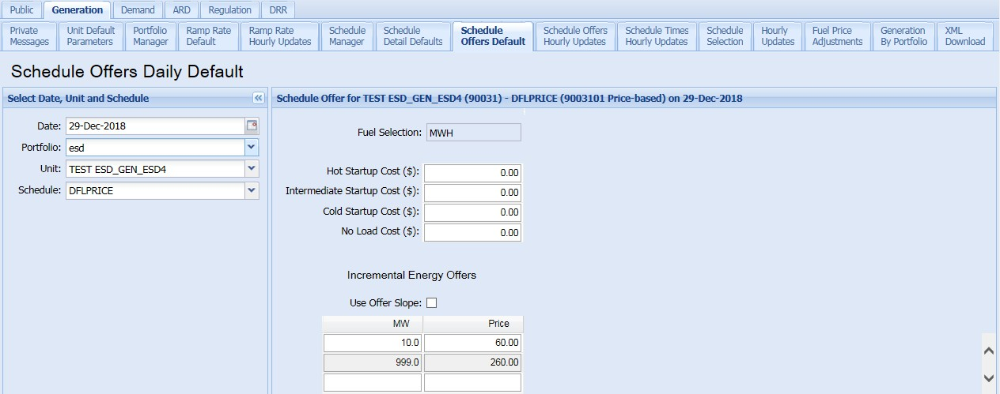 Public Generation Demand ARD Regulation DRR
Private Messages Unit Default Parameters Portfolio Manager Ramp Rate Default Ramp Rate Hourly Updates Schedule Manager Schedule Detail Defaults Schedule Offers Default Schedule Offers Hourly Updates Schedule Times Hourly Updates Schedule Selection Hourly Updates Fuel Price Adjustments Generation By Portfolio XML Download
Schedule Offers Daily Default
Select Date, Unit and Schedule «
Date: 29-Dec-2018
Portfolio: esd
Unit: TEST ESD_GEN_ESD4
Schedule: DFLPRICE
Schedule Offer for TEST ESD_GEN_ESD4 (90031) - DFLPRICE (9003101 Price-based) on 29-Dec-2018
Fuel Selection: MWH
Hot Startup Cost ($): 0.00
Intermediate Startup Cost ($): 0.00
Cold Startup Cost ($): 0.00
No Load Cost ($): 0.00
Incremental Energy Offers
Use Offer Slope:
MW Price
10.0 60.00
999.0 260.00